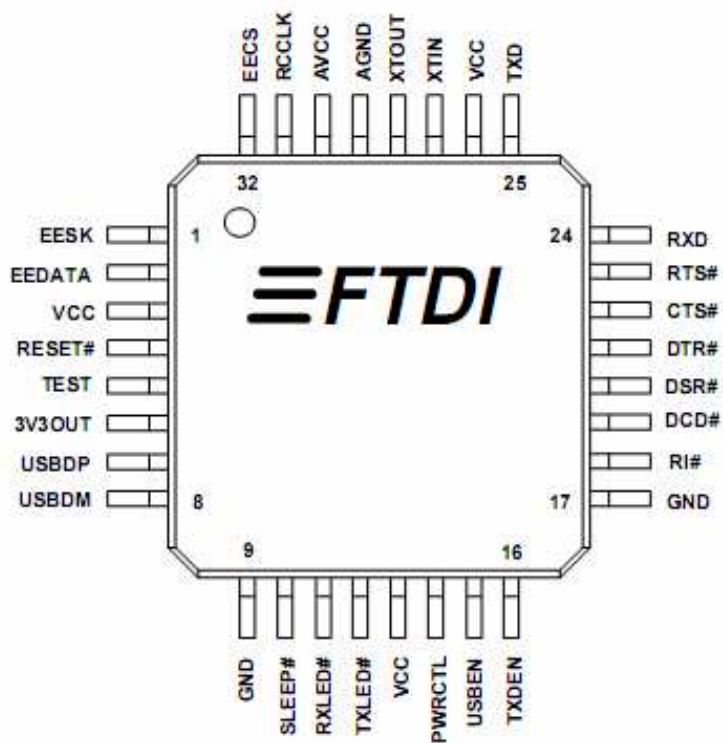 EECS
RCCLK
AVCC
AGND
XTOUT
XTIN
VCC
TXD
32
25
EESK
1
24
RXD
EEDATA
RTS#
VCC
FTDI
CTS#
RESET#
DTR#
TEST
DSR#
3V3OUT
DCD#
USBDP
RI#
USBDM
8
17
GND
9
16
GND
SLEEP#
RXLED#
TXLED#
VCC
PWRCTL
USBEN
TXDEN